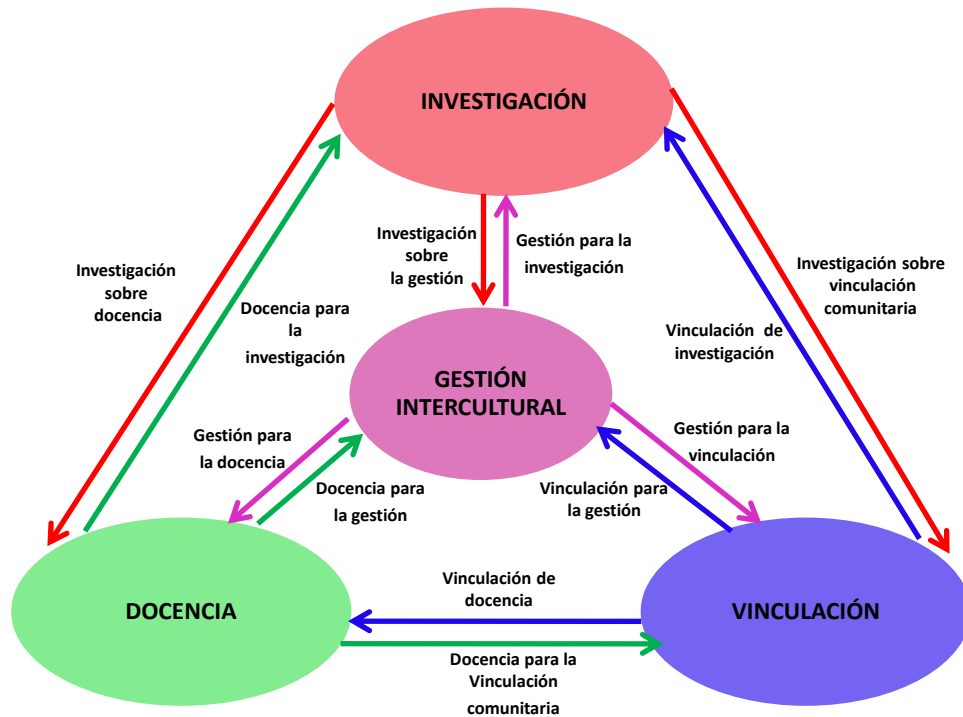 INVESTIGACIÓN
Investigación
sobre
la gestión
Gestión para la
investigación
Investigación
sobre
docencia
Docencia para
la
investigación
Investigación sobre
vinculación
comunitaria
Vinculación de
investigación
GESTIÓN
INTERCULTURAL
Gestión para
la docencia
Docencia para
la gestión
Gestión para la
vinculación
Vinculación para
la gestión
DOCENCIA
Vinculación de
docencia
VINCULACIÓN
Docencia para la
Vinculación
comunitaria